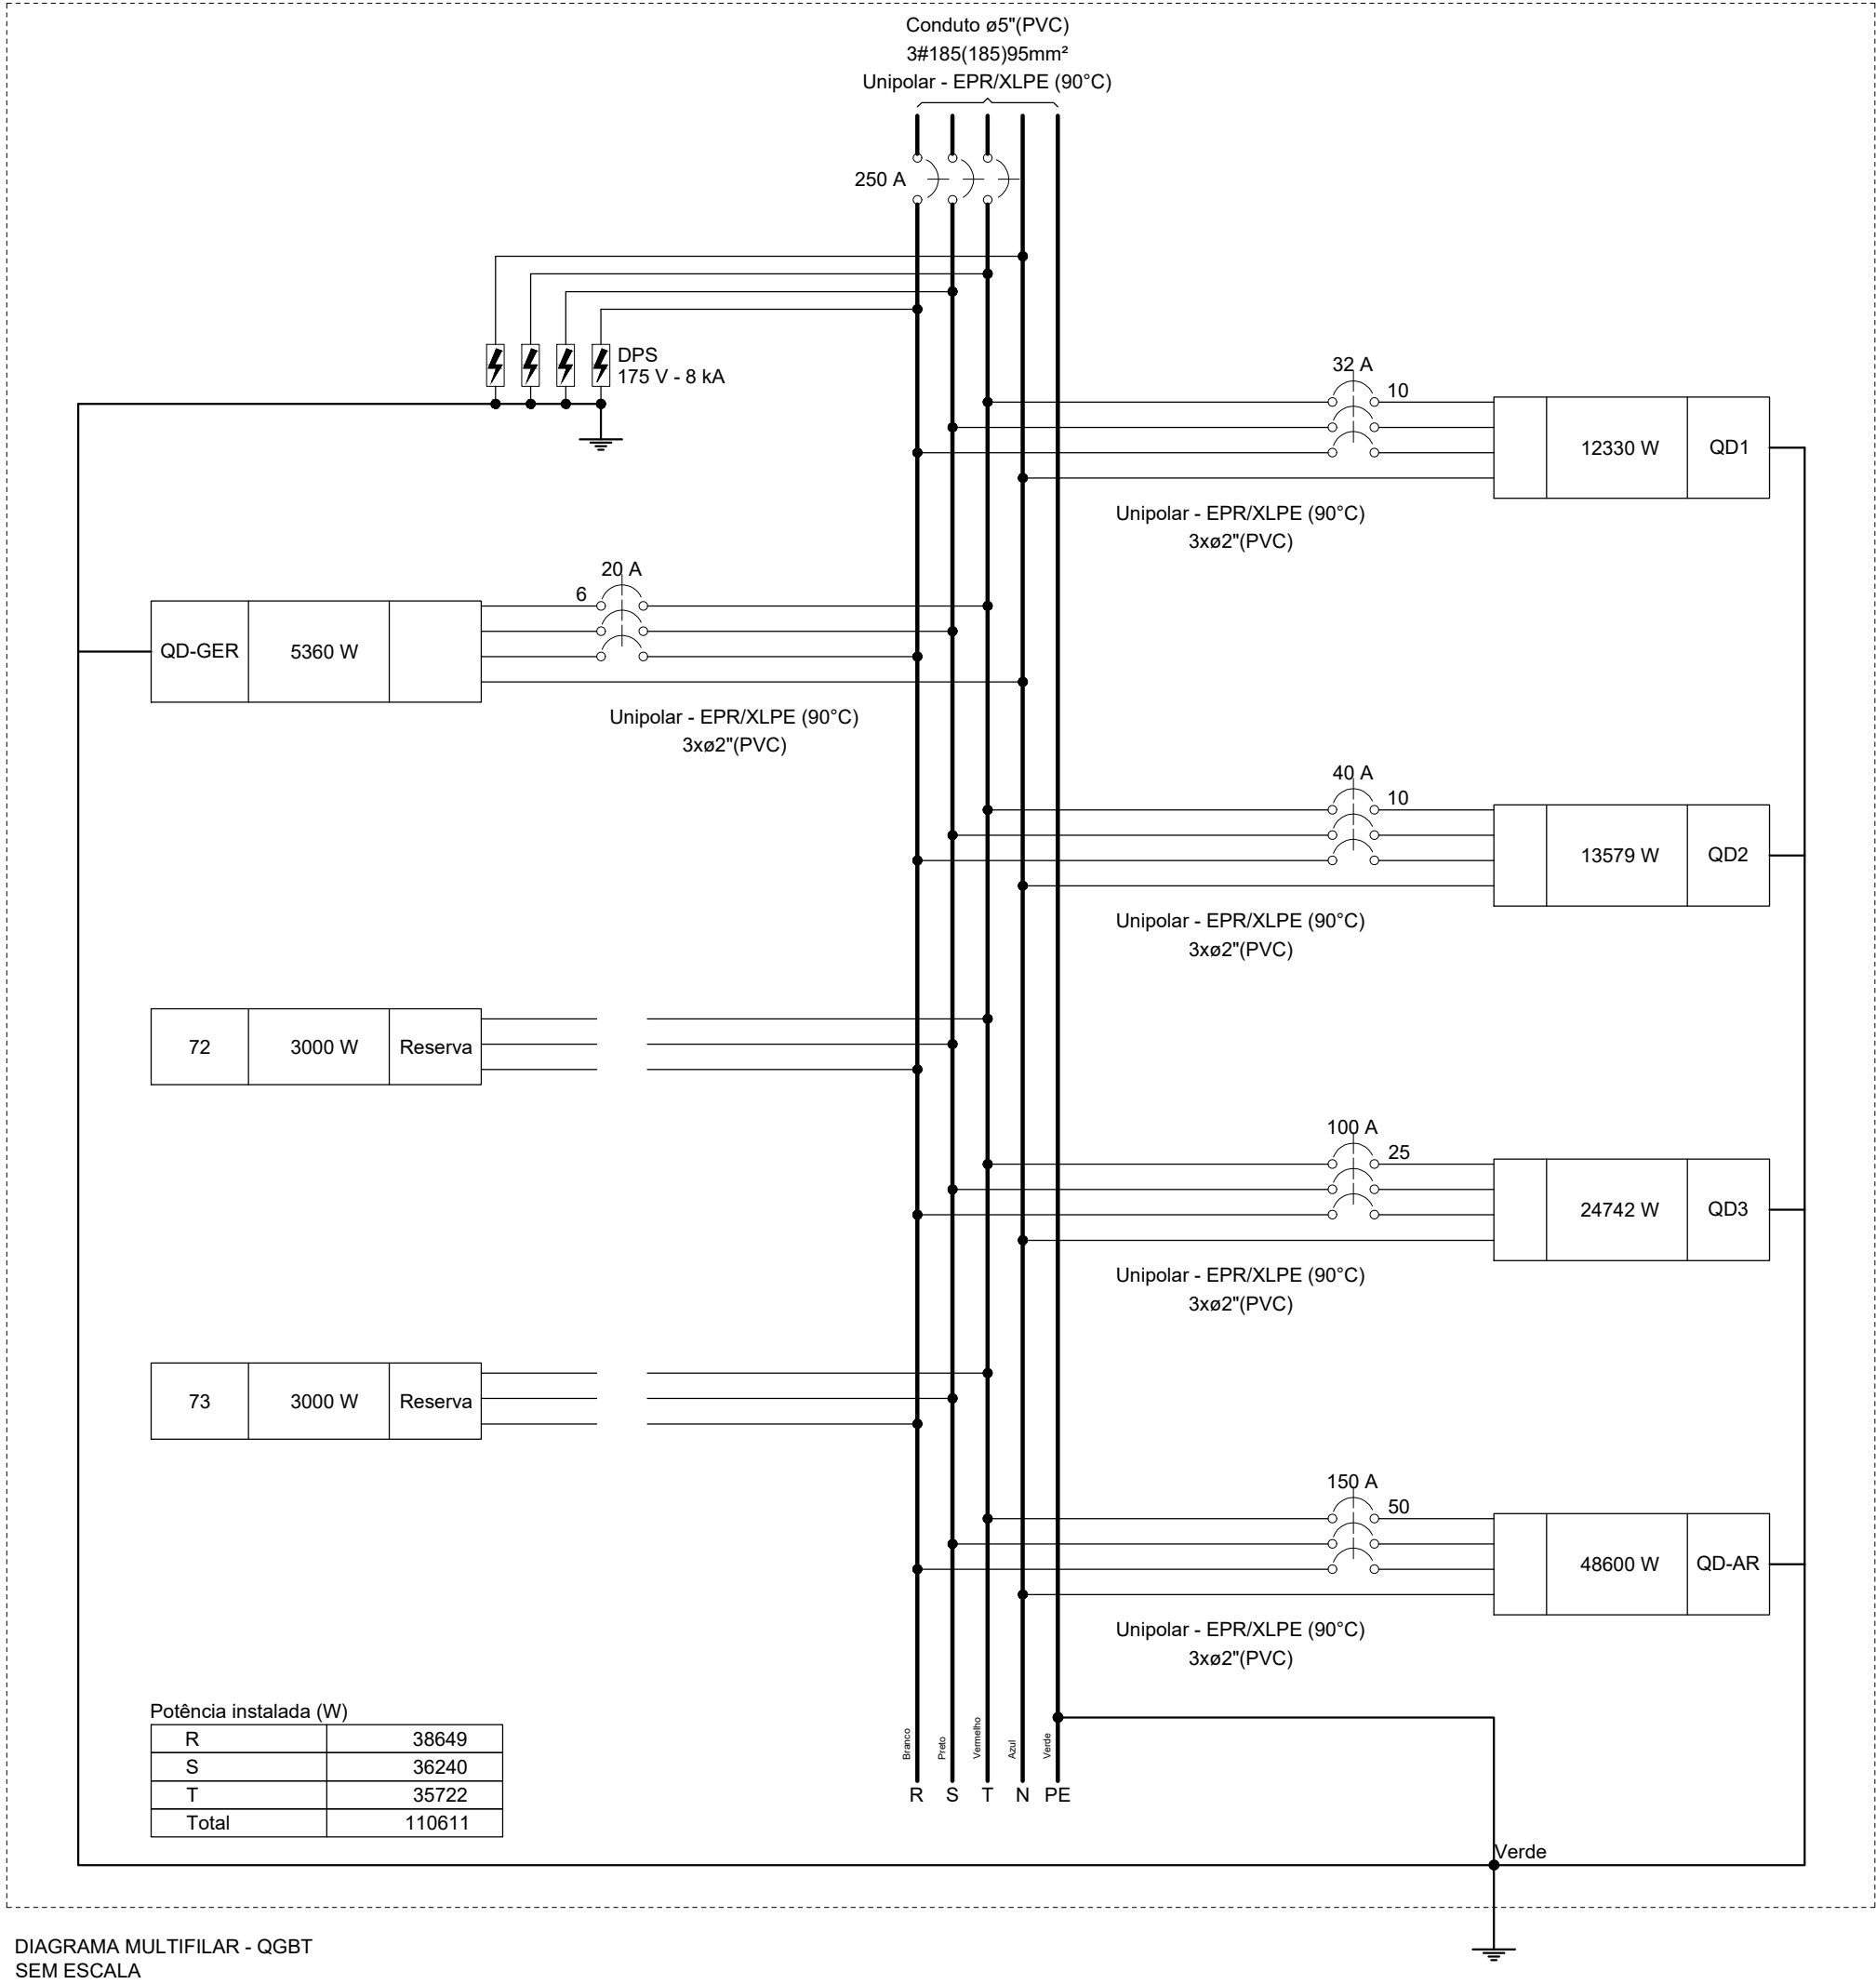 Conduto ø5"(PVC)
3#185(185)95mm²
Unipolar - EPR/XLPE (90°C)
250 A
DPS
175 V - 8 kA
32 A
10
12330 W
QD1
Unipolar - EPR/XLPE (90°C)
3xø2"(PVC)
20 A
6
QD-GER
5360 W
Unipolar - EPR/XLPE (90°C)
3xø2"(PVC)
40 A
10
13579 W
QD2
Unipolar - EPR/XLPE (90°C)
3xø2"(PVC)
72
3000 W
Reserva
100 A
25
24742 W
QD3
Unipolar - EPR/XLPE (90°C)
3xø2"(PVC)
73
3000 W
Reserva
150 A
50
48600 W
QD-AR
Unipolar - EPR/XLPE (90°C)
3xø2"(PVC)
Potência instalada (W)
R 38649
S 36240
T 35722
Total 110611
Branco
Preto
Vermelho
Azul
Verde
R S T N PE
Verde
DIAGRAMA MULTIFILAR - QGBT
SEM ESCALA